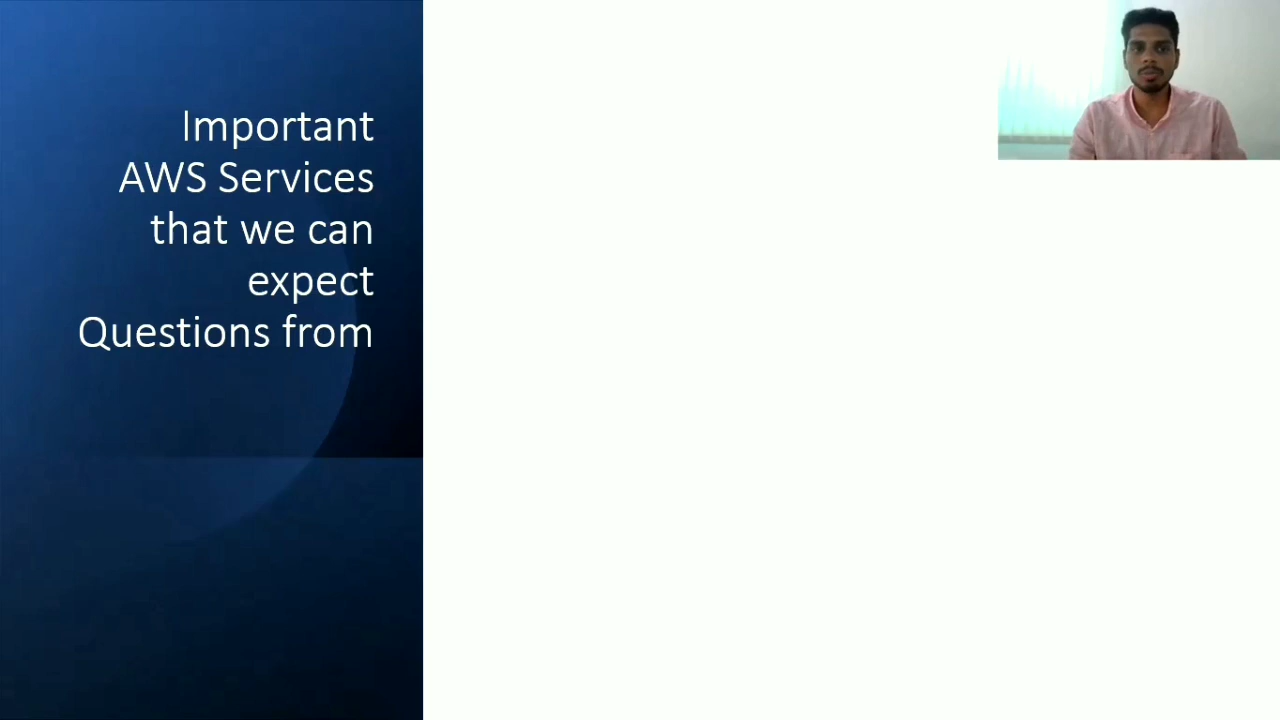 Important
AWS Services
that we can
expect
Questions from